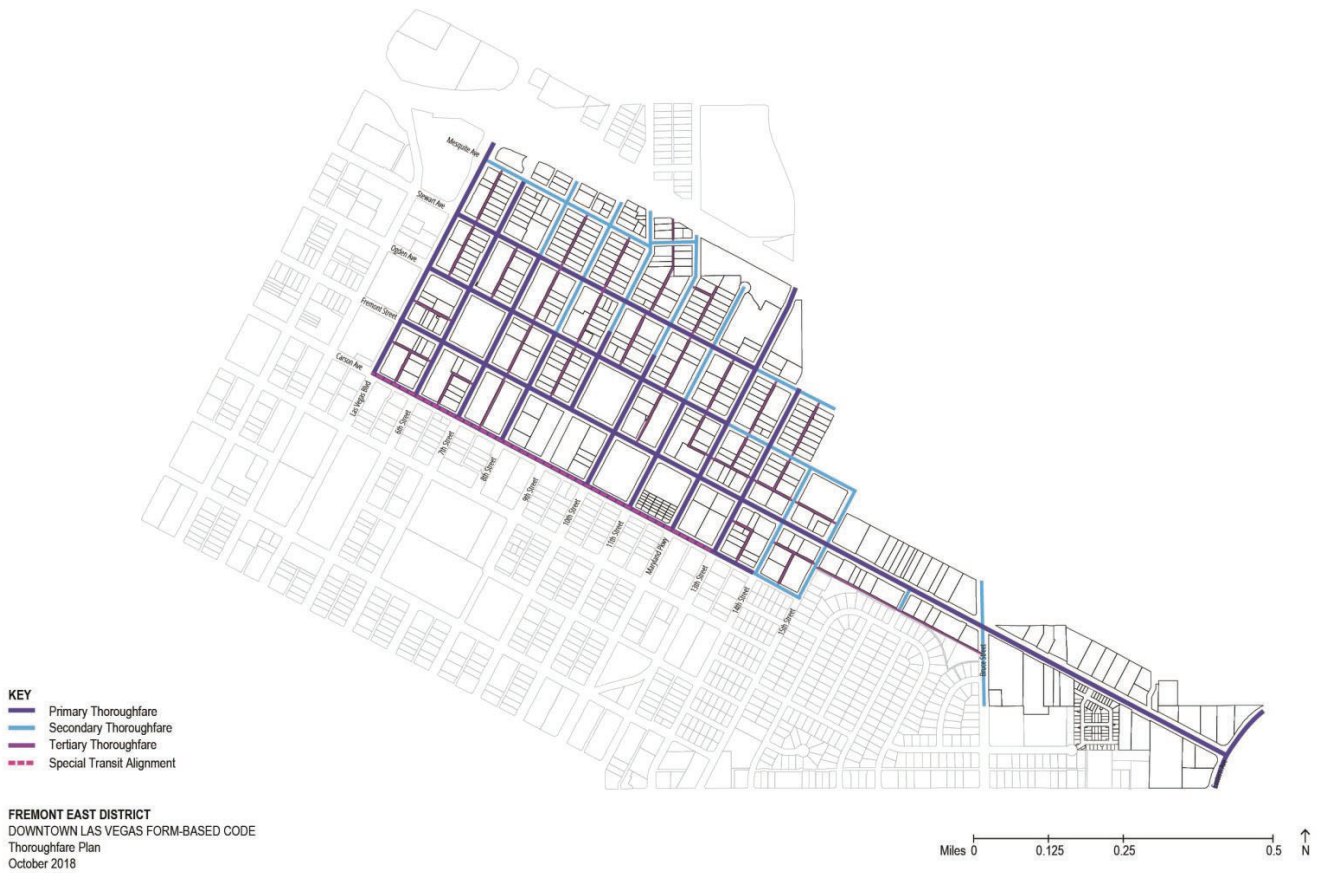 Mesquite Ave
Stewart Ave
Ogden Ave
Fremont Street
Carson Ave
Las Vegas Blvd
6th Street
7th Street
8th Street
9th Street
10th Street
11th Street
Maryland Pkwy
13th Street
14th Street
15th Street
Bruce Street
KEY
Primary Thoroughfare
Secondary Thoroughfare
Tertiary Thoroughfare
Special Transit Alignment
FREMONT EAST DISTRICT
DOWNTOWN LAS VEGAS FORM-BASED CODE
Thoroughfare Plan
October 2018
Miles 0 0.125 0.25 0.5 N